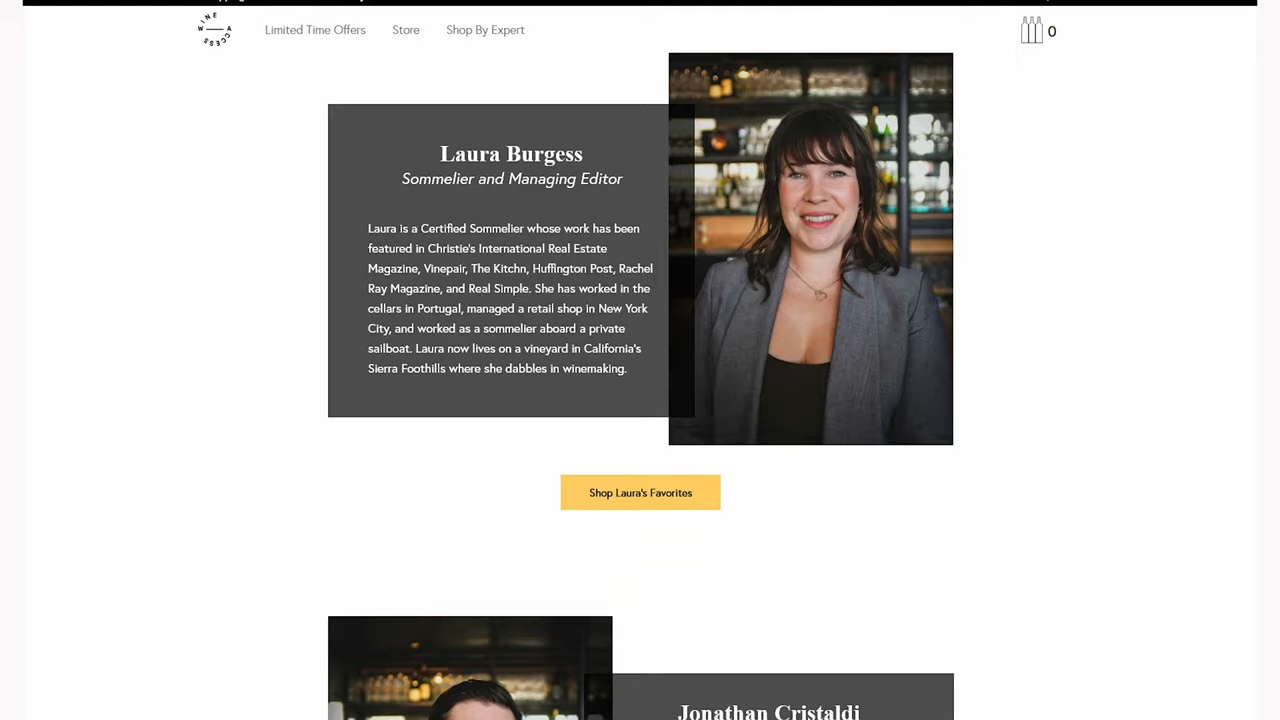 WINE ACCESS
Limited Time Offers
Store
Shop By Expert
0
Laura Burgess
Sommelier and Managing Editor
Laura is a Certified Sommelier whose work has been
featured in Christie's International Real Estate
Magazine, Vinepair, The Kitchn, Huffington Post, Rachel
Ray Magazine, and Real Simple. She has worked in the
cellars in Portugal, managed a retail shop in New York
City, and worked as a sommelier aboard a private
sailboat. Laura now lives on a vineyard in California's
Sierra Foothills where she dabbles in winemaking.
Shop Laura's Favorites
Jonathan Cristaldi